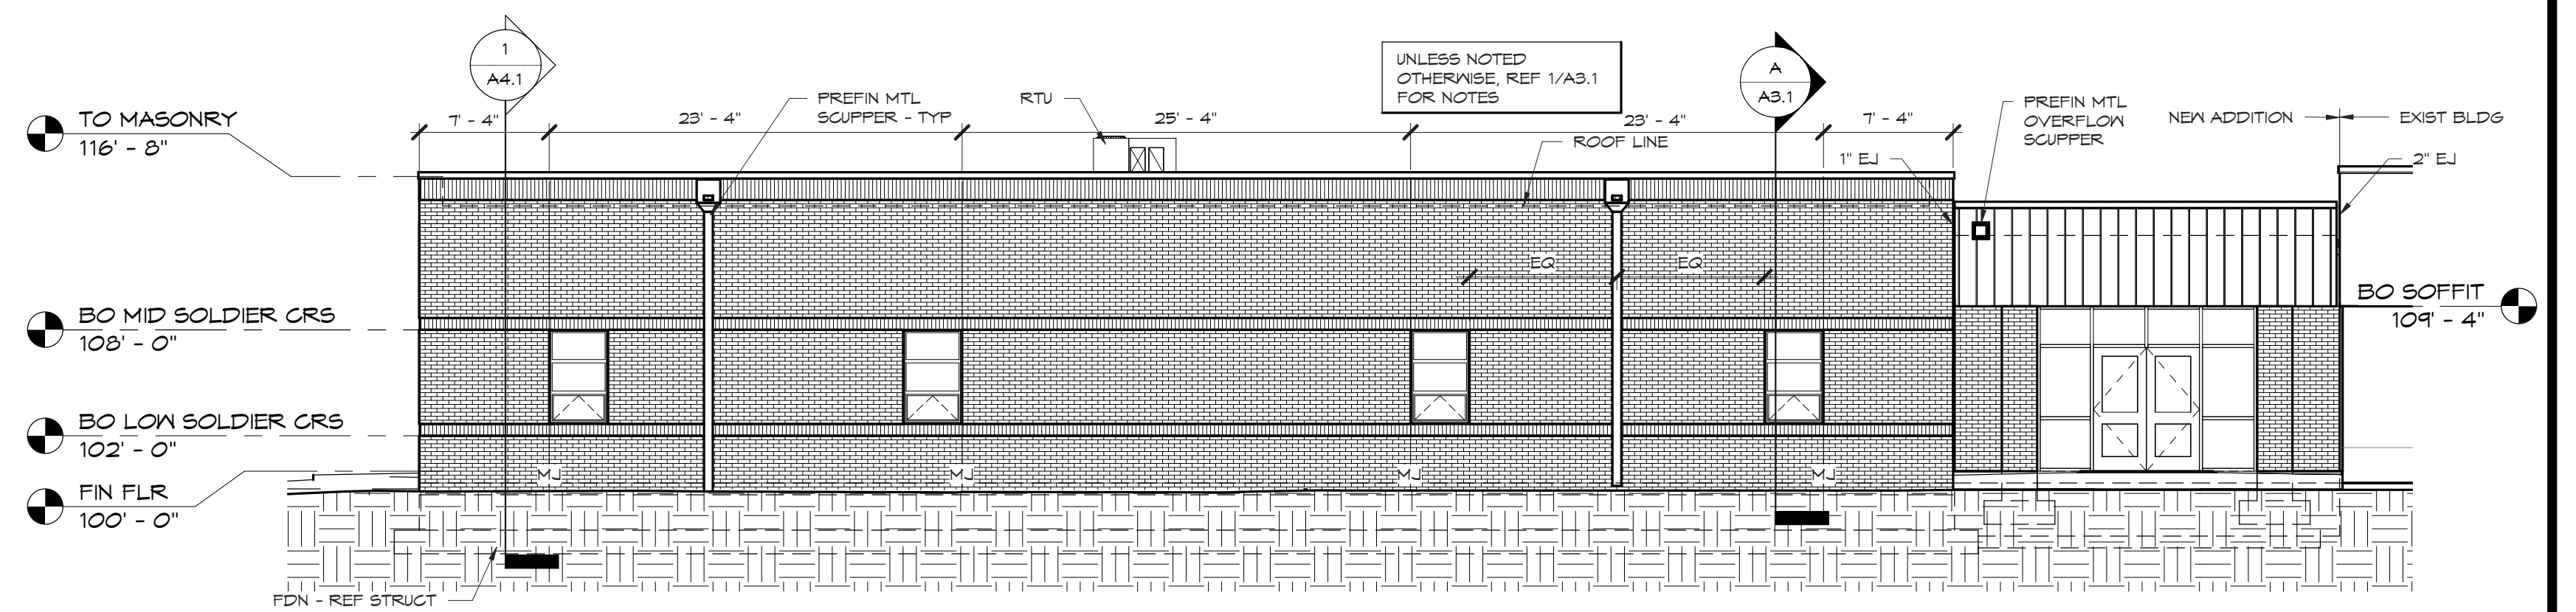 1
A4.1
UNLESS NOTED
OTHERWISE, REF 1/A3.1
FOR NOTES
A
A3.1
TO MASONRY
116' - 8"
7' - 4"
23' - 4"
PREFIN MTL
SCUPPER - TYP
RTU
25' - 4"
23' - 4"
ROOF LINE
7' - 4"
1" EJ
PREFIN MTL
OVERFLOW
SCUPPER
NEW ADDITION
EXIST BLDG
2" EJ
EQ
EQ
BO MID SOLDIER CRS
108' - 0"
BO SOFFIT
109' - 4"
BO LOW SOLDIER CRS
102' - 0"
MJ
MJ
MJ
MJ
FIN FLR
100' - 0"
FDN - REF STRUCT